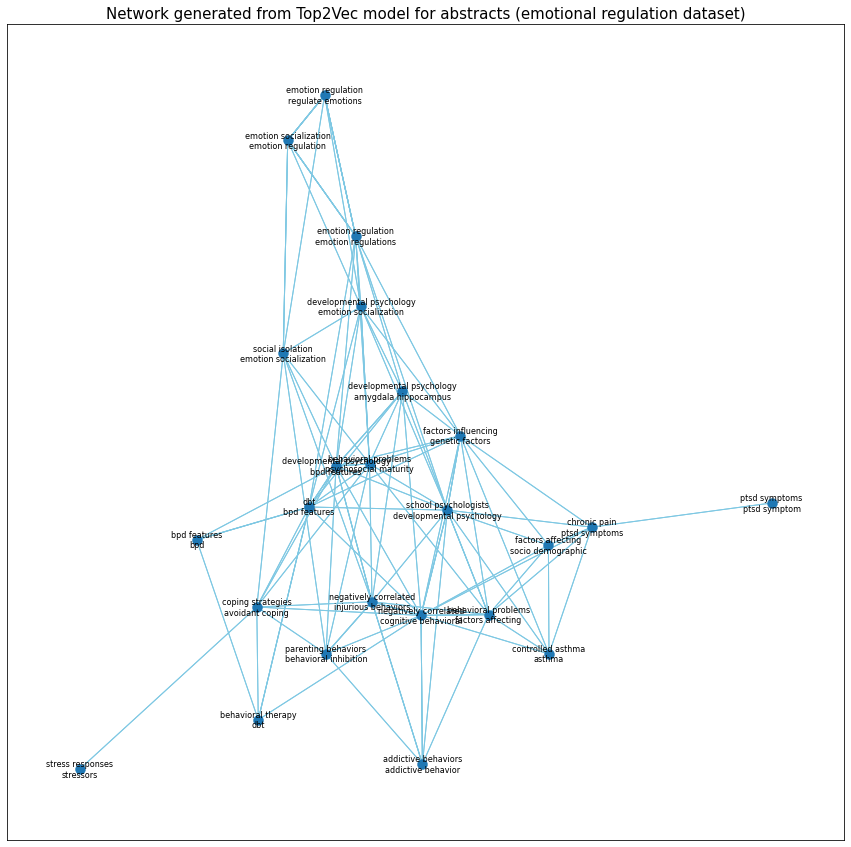 Network generated from Top2Vec model for abstracts (emotional regulation dataset)
emotion regulation
regulate emotions
emotion socialization
emotion regulation
emotion regulation
emotion regulations
developmental psychology
emotion socialization
social isolation
emotion socialization
developmental psychology
amygdala hippocampus
factors influencing
genetic factors
developmental psychology
bpd features
behavioral problems
psychosocial maturity
dbt
bpd features
school psychologists
developmental psychology
ptsd symptoms
ptsd symptom
chronic pain
ptsd symptoms
factors affecting
socio demographic
bpd features
bpd
coping strategies
avoidant coping
negatively correlated
injurious behaviors
negatively correlated
cognitive behavioral
behavioral problems
factors affecting
parenting behaviors
behavioral inhibition
controlled asthma
asthma
behavioral therapy
dbt
stress responses
stressors
addictive behaviors
addictive behavior